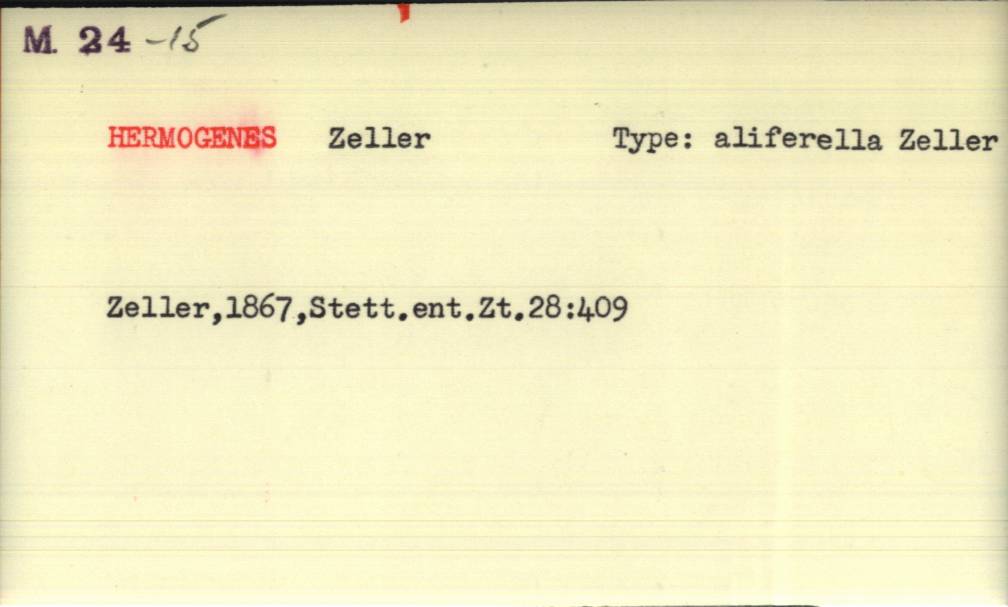 M. 24 -15
HERMOGENES Zeller Type: aliferella Zeller
Zeller,1867,Stett.ent.Zt.28:409